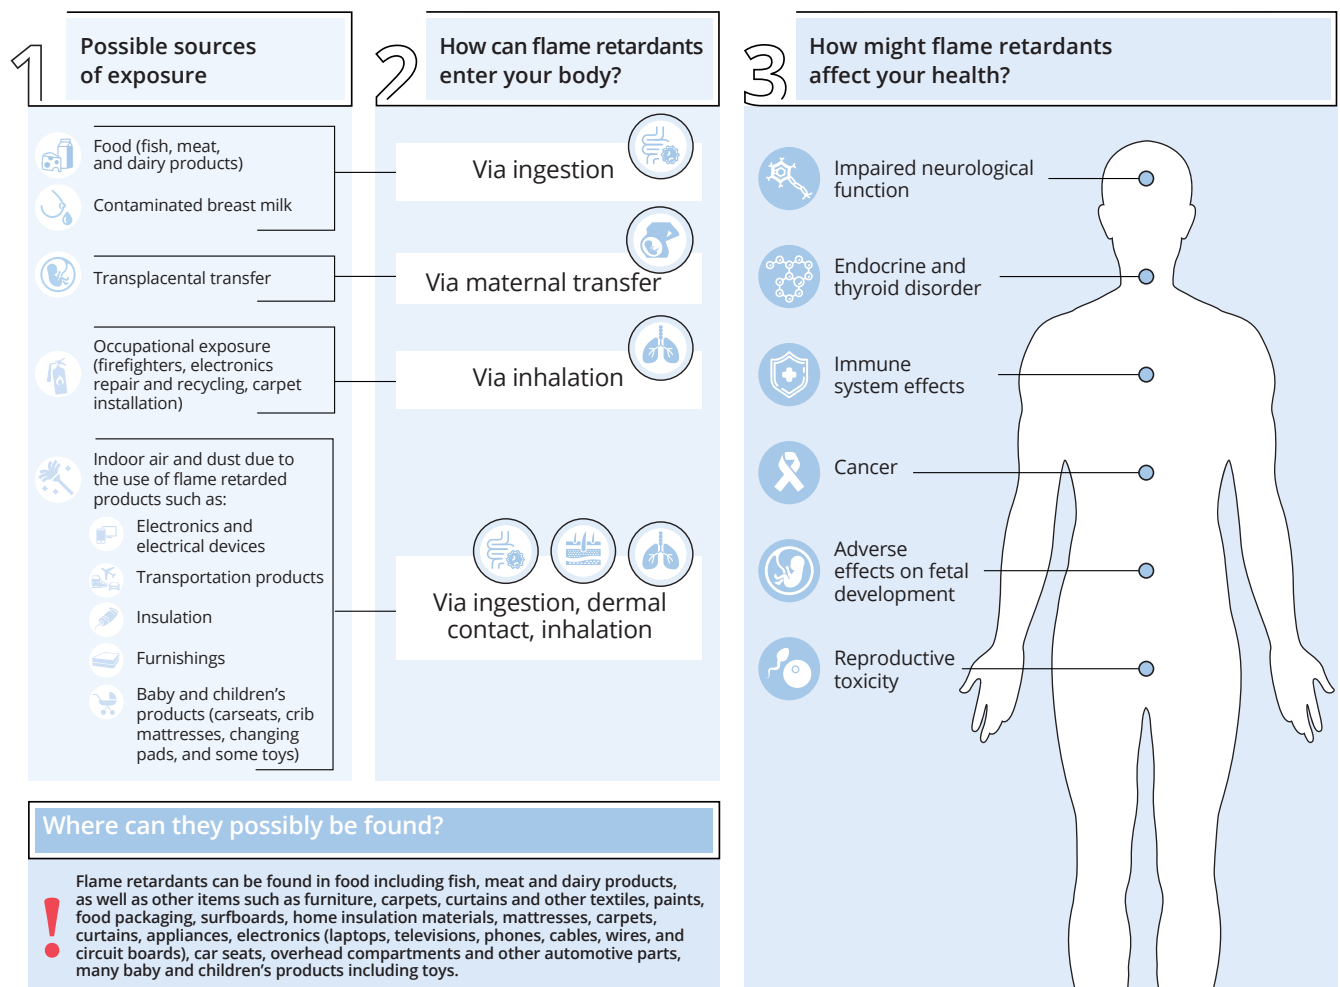 1
Possible sources
of exposure
Food (fish, meat,
and dairy products)
Contaminated breast milk
Transplacental transfer
Occupational exposure
(firefighters, electronics
repair and recycling, carpet
installation)
Indoor air and dust due to
the use of flame retarded
products such as:
Electronics and
electrical devices
Transportation products
Insulation
Furnishings
Baby and children’s
products (carseats, crib
mattresses, changing
pads, and some toys)
2
How can flame retardants
enter your body?
Via ingestion
Via maternal transfer
Via inhalation
Via ingestion, dermal
contact, inhalation
3
How might flame retardants
affect your health?
Impaired neurological
function
Endocrine and
thyroid disorder
Immune
system effects
Cancer
Adverse
effects on fetal
development
Reproductive
toxicity
Where can they possibly be found?
!
Flame retardants can be found in food including fish, meat and dairy products,
as well as other items such as furniture, carpets, curtains and other textiles, paints,
food packaging, surfboards, home insulation materials, mattresses, carpets,
curtains, appliances, electronics (laptops, televisions, phones, cables, wires, and
circuit boards), car seats, overhead compartments and other automotive parts,
many baby and children’s products including toys.